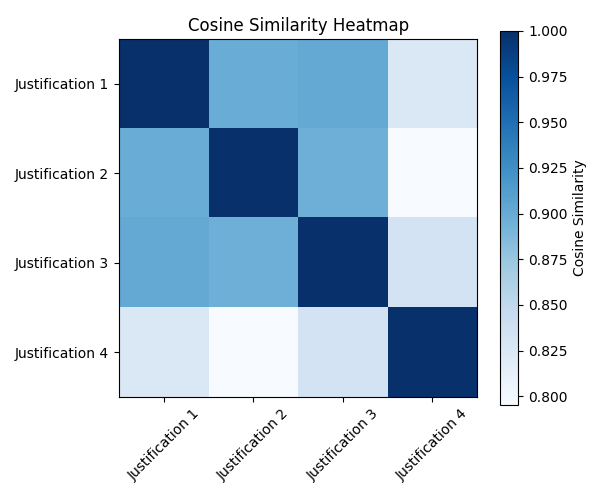 Cosine Similarity Heatmap
Justification 1
Justification 2
Justification 3
Justification 4
Justification 1
Justification 2
Justification 3
Justification 4
1.000
0.975
0.950
0.925
0.900
0.875
0.850
0.825
0.800
Cosine Similarity